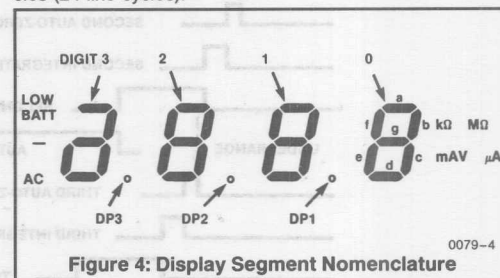 DIGIT 3 2 1 0
a
LOW
BATT
f b kΩ MΩ
g
—
e c mAV µA
AC
d
DP3 DP2 DP1
0079–4
Figure 4: Display Segment Nomenclature